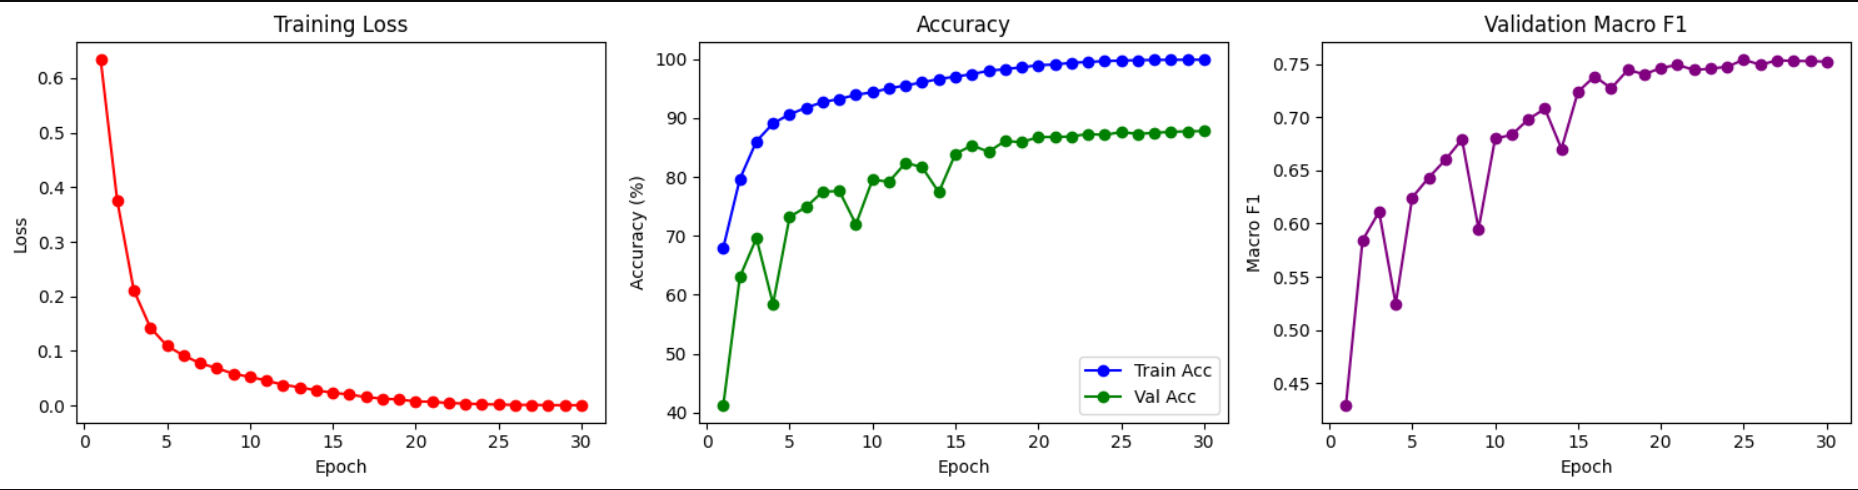 Training Loss
0.6
0.5
0.4
0.3
0.2
0.1
0.0
Loss
0 5 10 15 20 25 30
Epoch
Accuracy
100
90
80
70
60
50
40
Accuracy (%)
Train Acc
Val Acc
0 5 10 15 20 25 30
Epoch
Validation Macro F1
0.75
0.70
0.65
0.60
0.55
0.50
0.45
Macro F1
0 5 10 15 20 25 30
Epoch